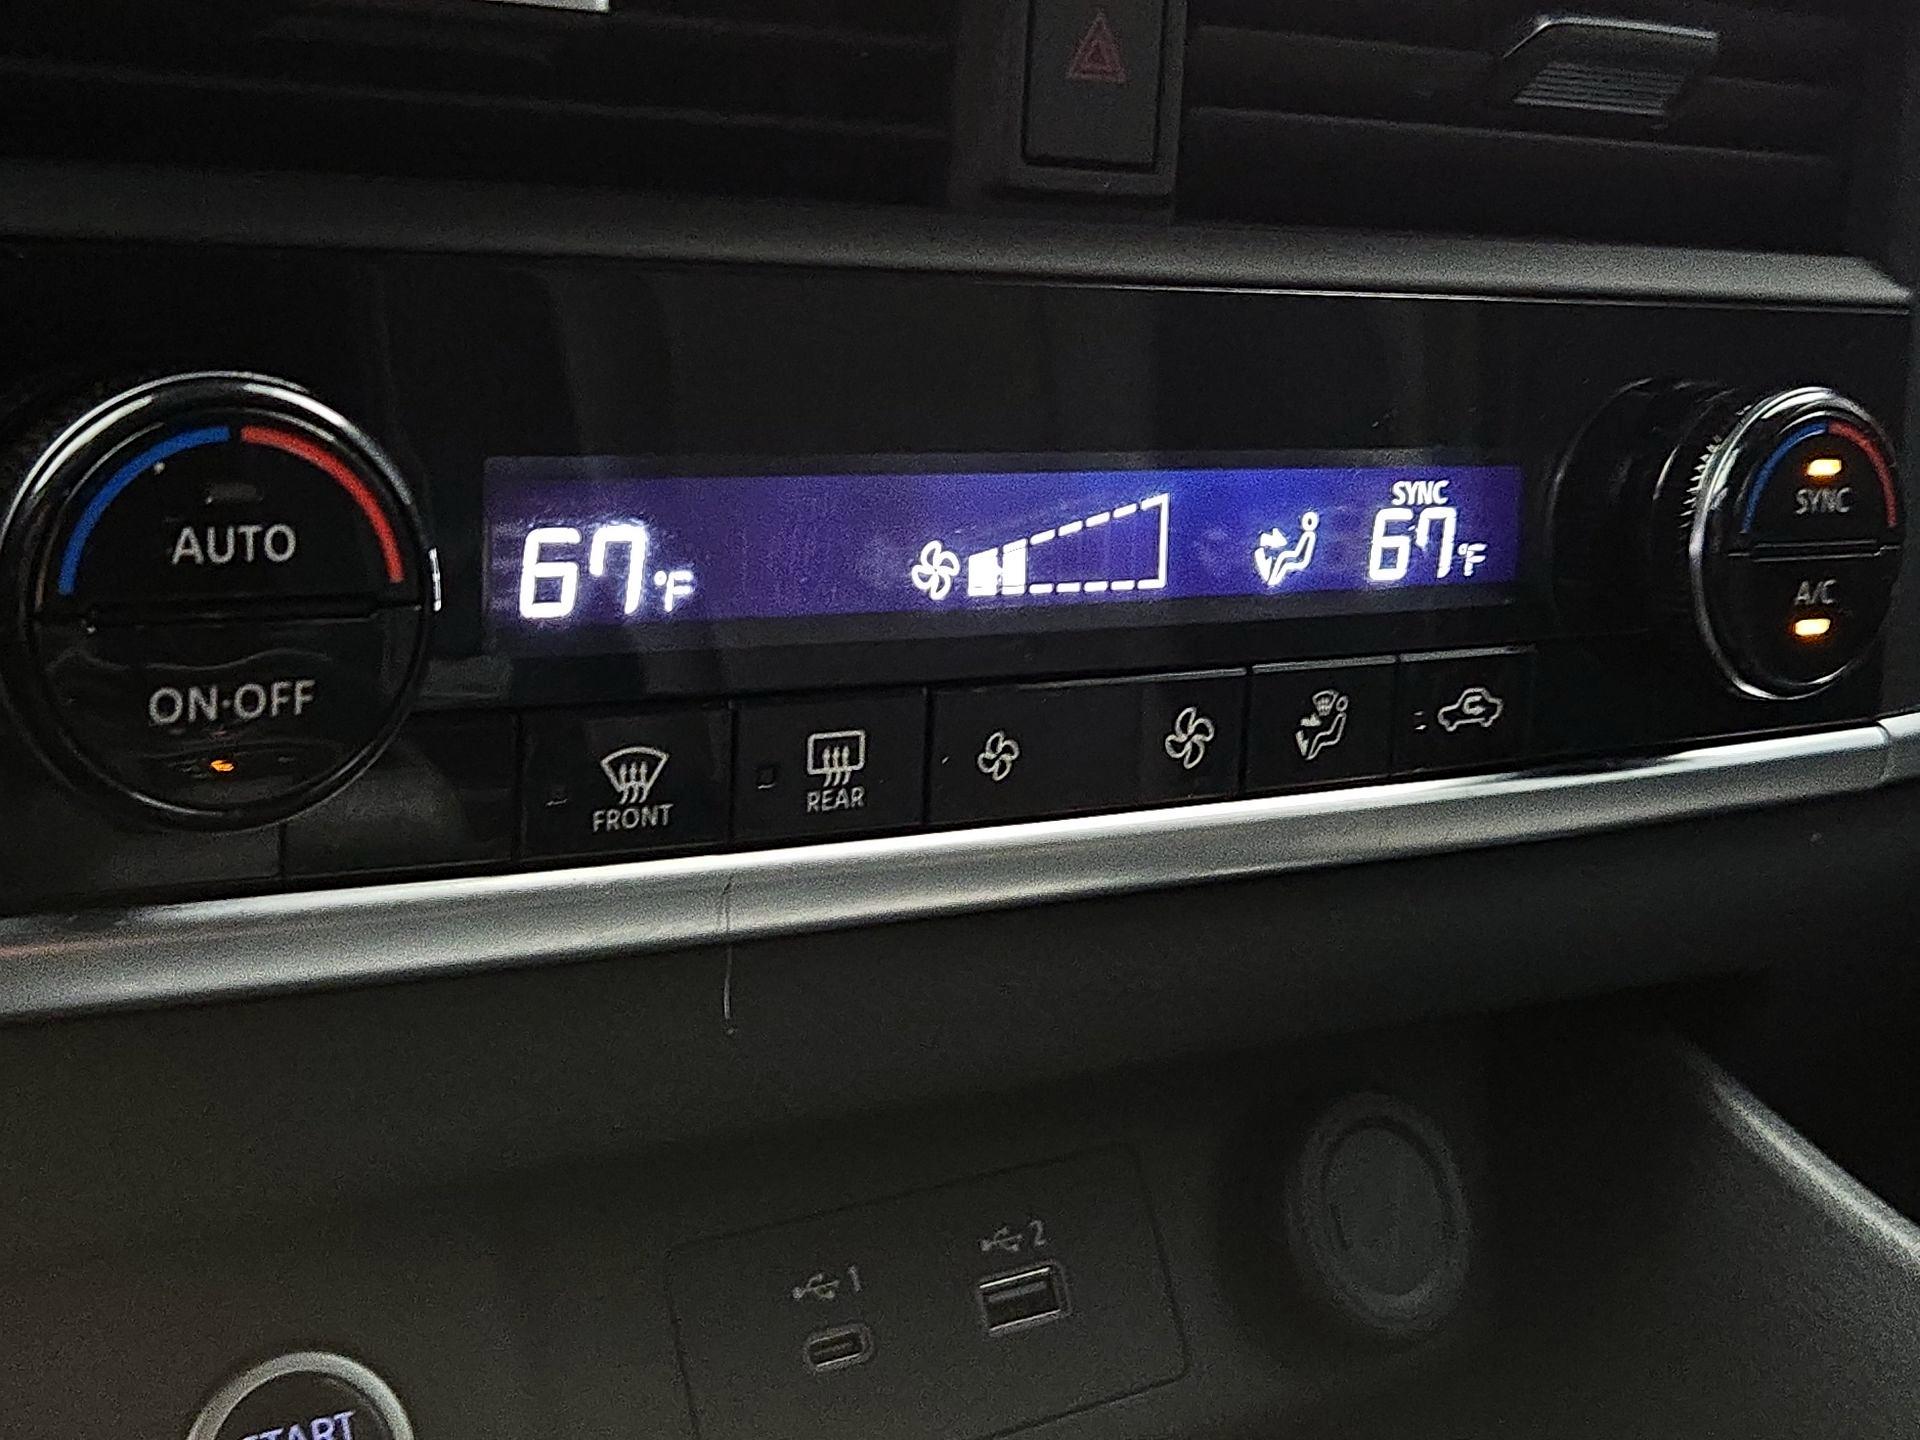 AUTO
ON·OFF
67°F
SYNC
67°F
SYNC
A/C
FRONT
REAR
1
2
START